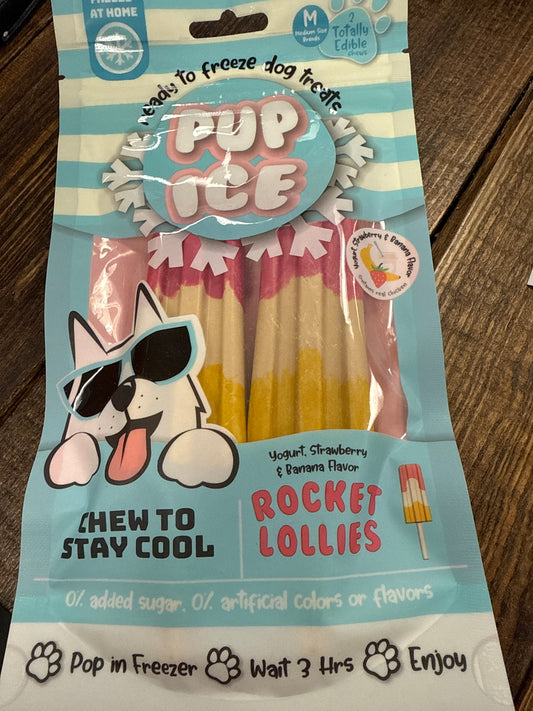 FREEZE
AT HOME
M
Medium Size
Breeds
2
Totally
Edible
chews
ready to freeze dog treats
PUP
ICE
Yogurt, Strawberry & Banana Flavor
Yogurt, Strawberry
& Banana Flavor
CHEW TO
STAY COOL
ROCKET
LOLLIES
0% added sugar. 0% artificial colors or flavors
Pop in Freezer Wait 3 Hrs Enjoy